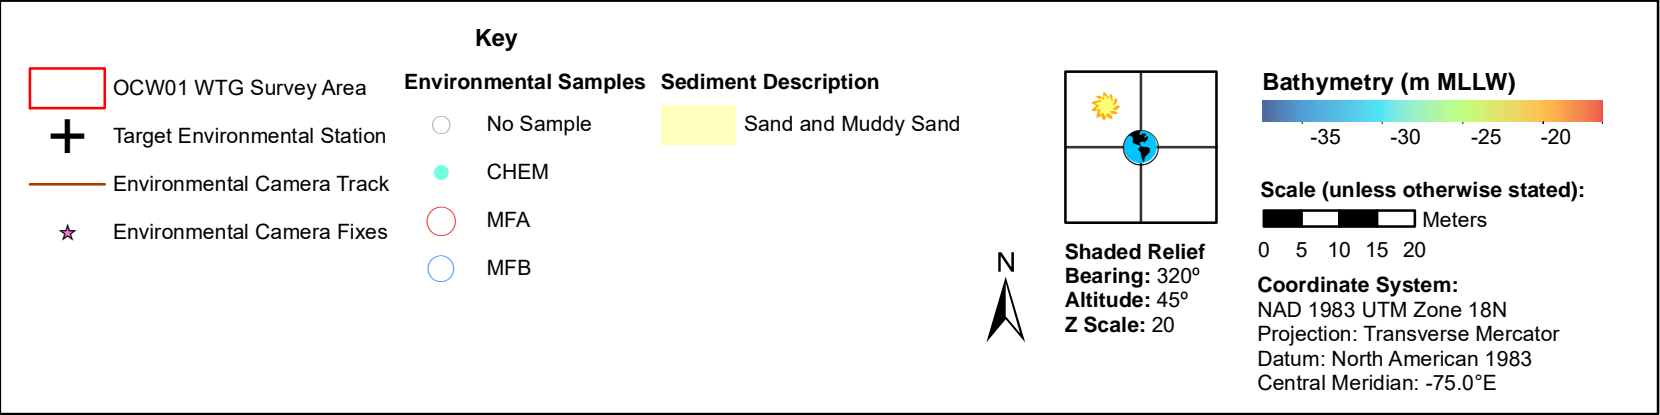 Key
OCW01 WTG Survey Area
Target Environmental Station
Environmental Camera Track
Environmental Camera Fixes
Environmental Samples
No Sample
CHEM
MFA
MFB
Sediment Description
Sand and Muddy Sand
N
Shaded Relief
Bearing: 320º
Altitude: 45º
Z Scale: 20
Bathymetry (m MLLW)
-35 -30 -25 -20
Scale (unless otherwise stated):
Meters
0 5 10 15 20
Coordinate System:
NAD 1983 UTM Zone 18N
Projection: Transverse Mercator
Datum: North American 1983
Central Meridian: -75.0°E